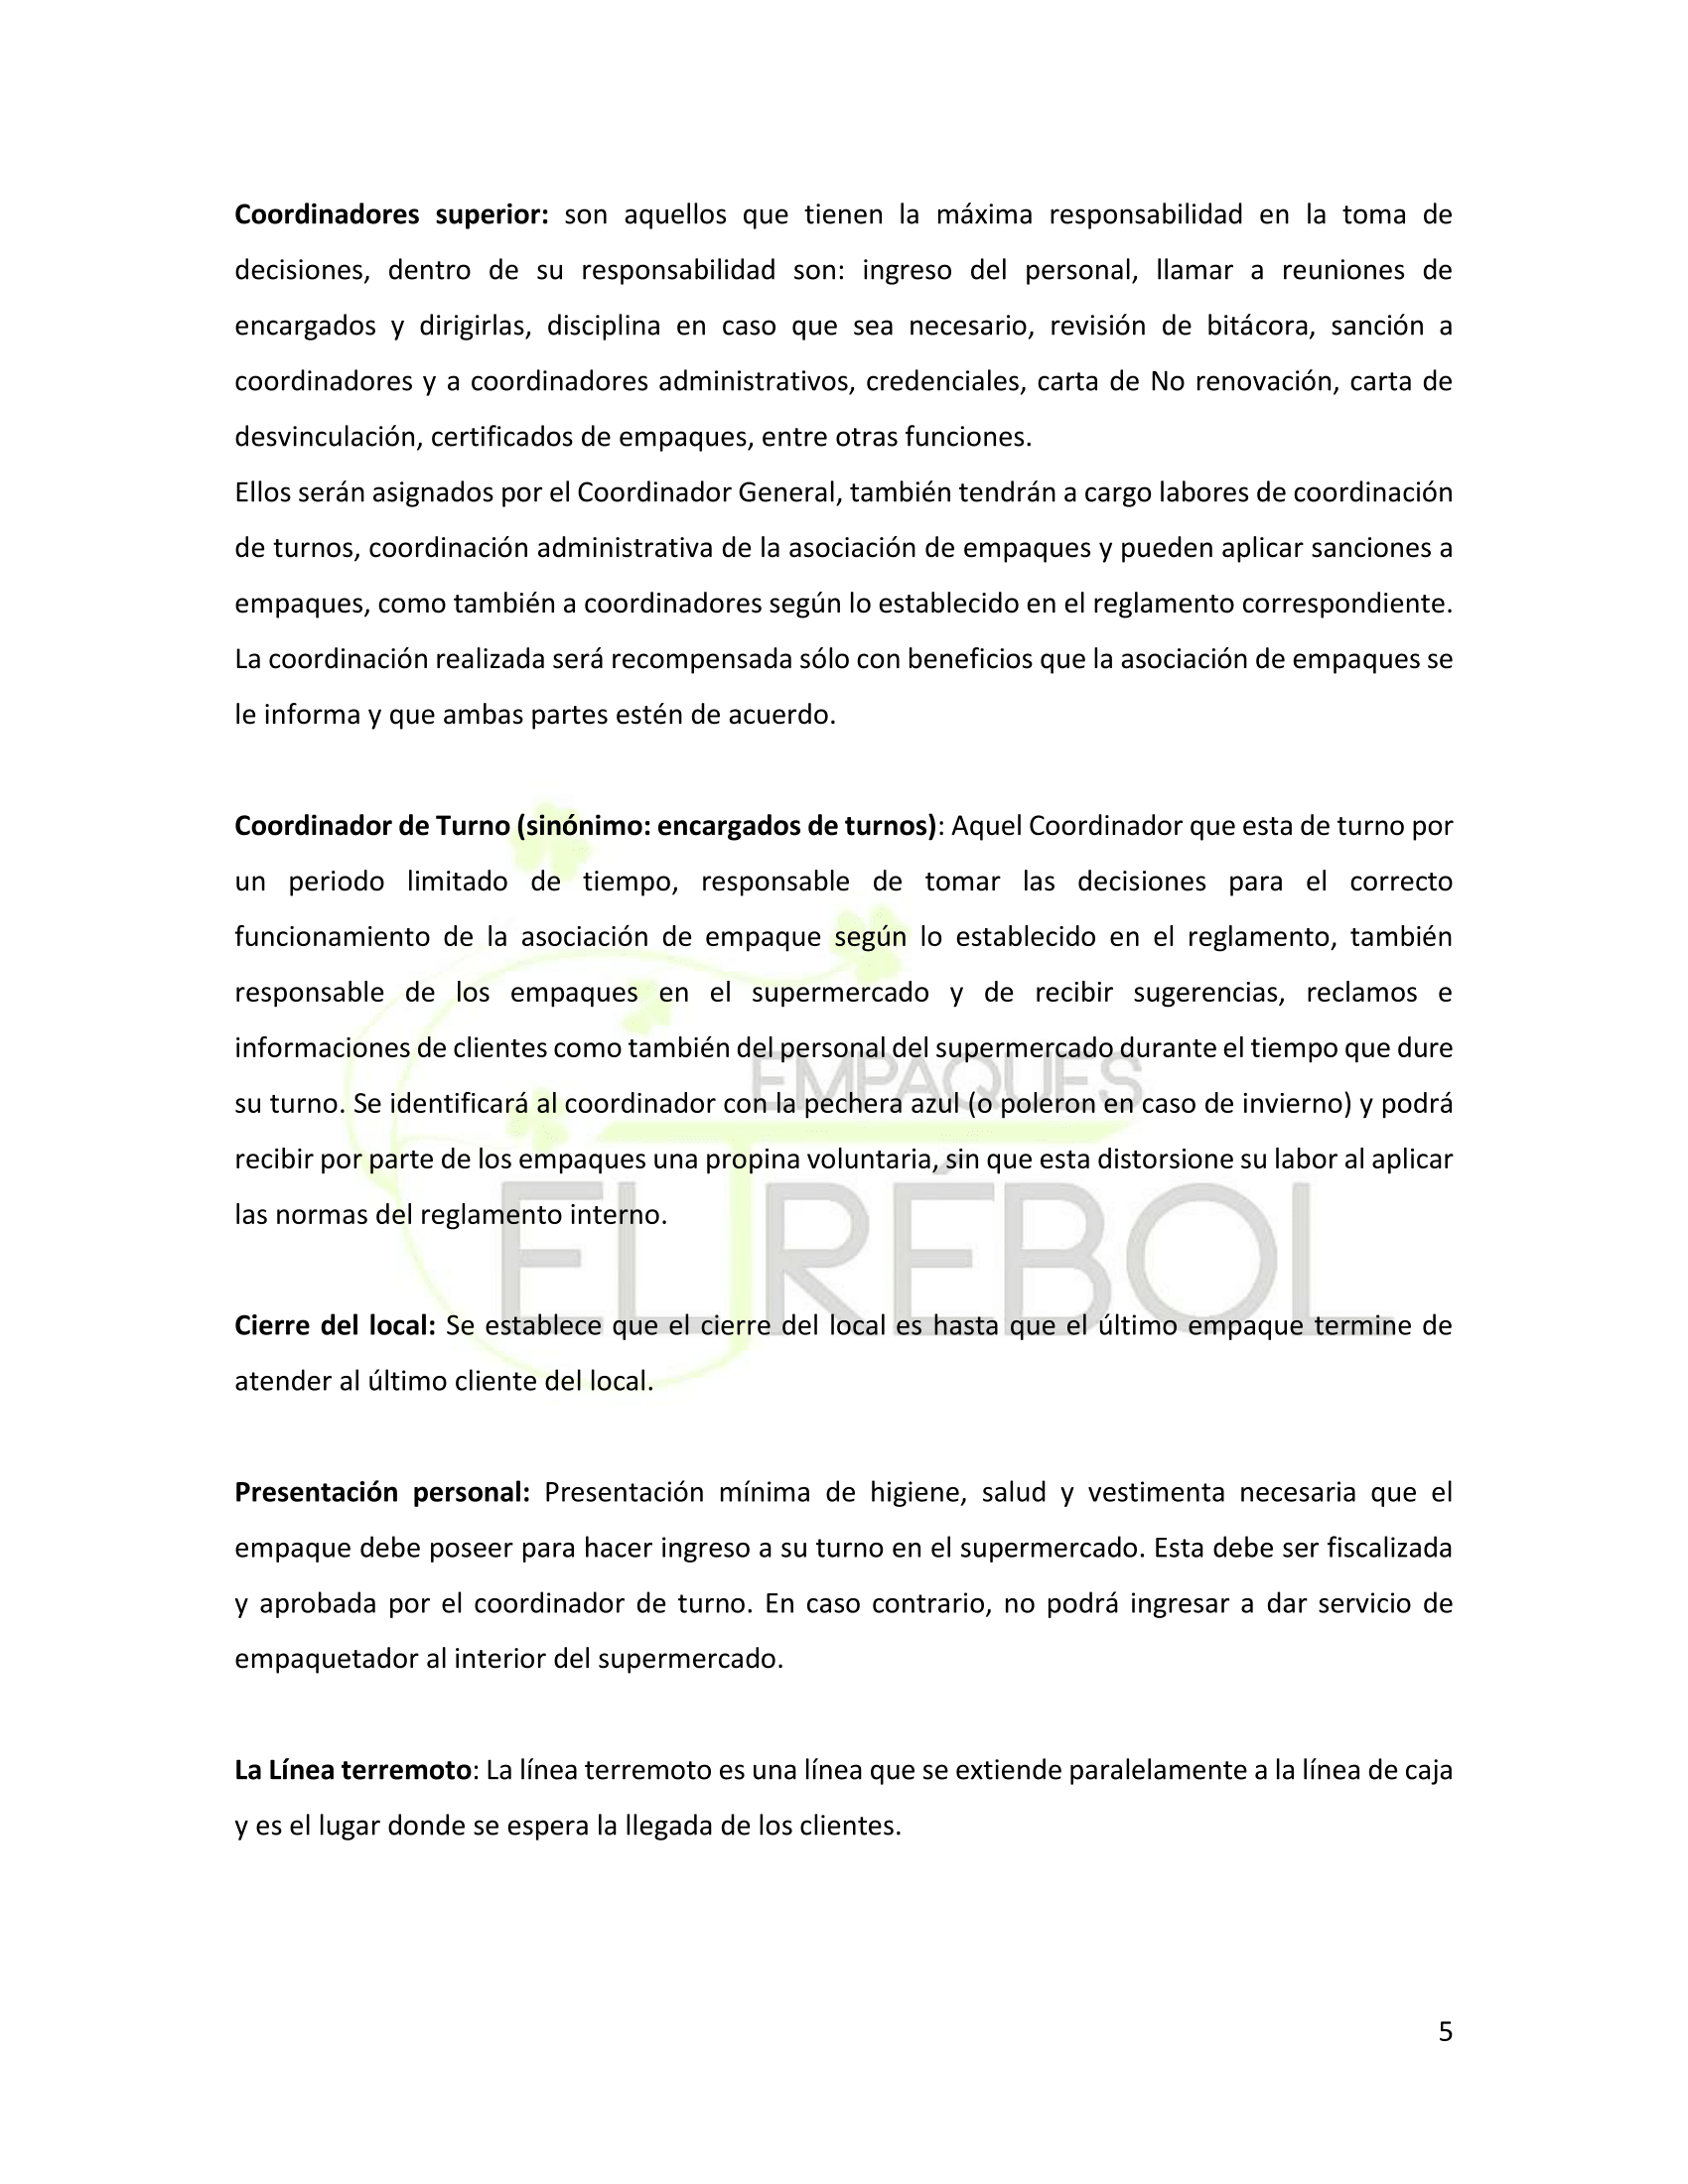 Coordinadores superior: son aquellos que tienen la máxima responsabilidad en la toma de
decisiones, dentro de su responsabilidad son: ingreso del personal, llamar a reuniones de
encargados y dirigirlas, disciplina en caso que sea necesario, revisión de bitácora, sanción a
coordinadores y a coordinadores administrativos, credenciales, carta de No renovación, carta de
desvinculación, certificados de empaques, entre otras funciones.
Ellos serán asignados por el Coordinador General, también tendrán a cargo labores de coordinación
de turnos, coordinación administrativa de la asociación de empaques y pueden aplicar sanciones a
empaques, como también a coordinadores según lo establecido en el reglamento correspondiente.
La coordinación realizada será recompensada sólo con beneficios que la asociación de empaques se
le informa y que ambas partes estén de acuerdo.
Coordinador de Turno (sinónimo: encargados de turnos): Aquel Coordinador que esta de turno por
un periodo limitado de tiempo, responsable de tomar las decisiones para el correcto
funcionamiento de la asociación de empaque según lo establecido en el reglamento, también
responsable de los empaques en el supermercado y de recibir sugerencias, reclamos e
informaciones de clientes como también del personal del supermercado durante el tiempo que dure
su turno. Se identificará al coordinador con la pechera azul (o poleron en caso de invierno) y podrá
recibir por parte de los empaques una propina voluntaria, sin que esta distorsione su labor al aplicar
las normas del reglamento interno.
EMPAQUES
EL TRÉBOL
Cierre del local: Se establece que el cierre del local es hasta que el último empaque termine de
atender al último cliente del local.
Presentación personal: Presentación mínima de higiene, salud y vestimenta necesaria que el
empaque debe poseer para hacer ingreso a su turno en el supermercado. Esta debe ser fiscalizada
y aprobada por el coordinador de turno. En caso contrario, no podrá ingresar a dar servicio de
empaquetador al interior del supermercado.
La Línea terremoto: La línea terremoto es una línea que se extiende paralelamente a la línea de caja
y es el lugar donde se espera la llegada de los clientes.
5